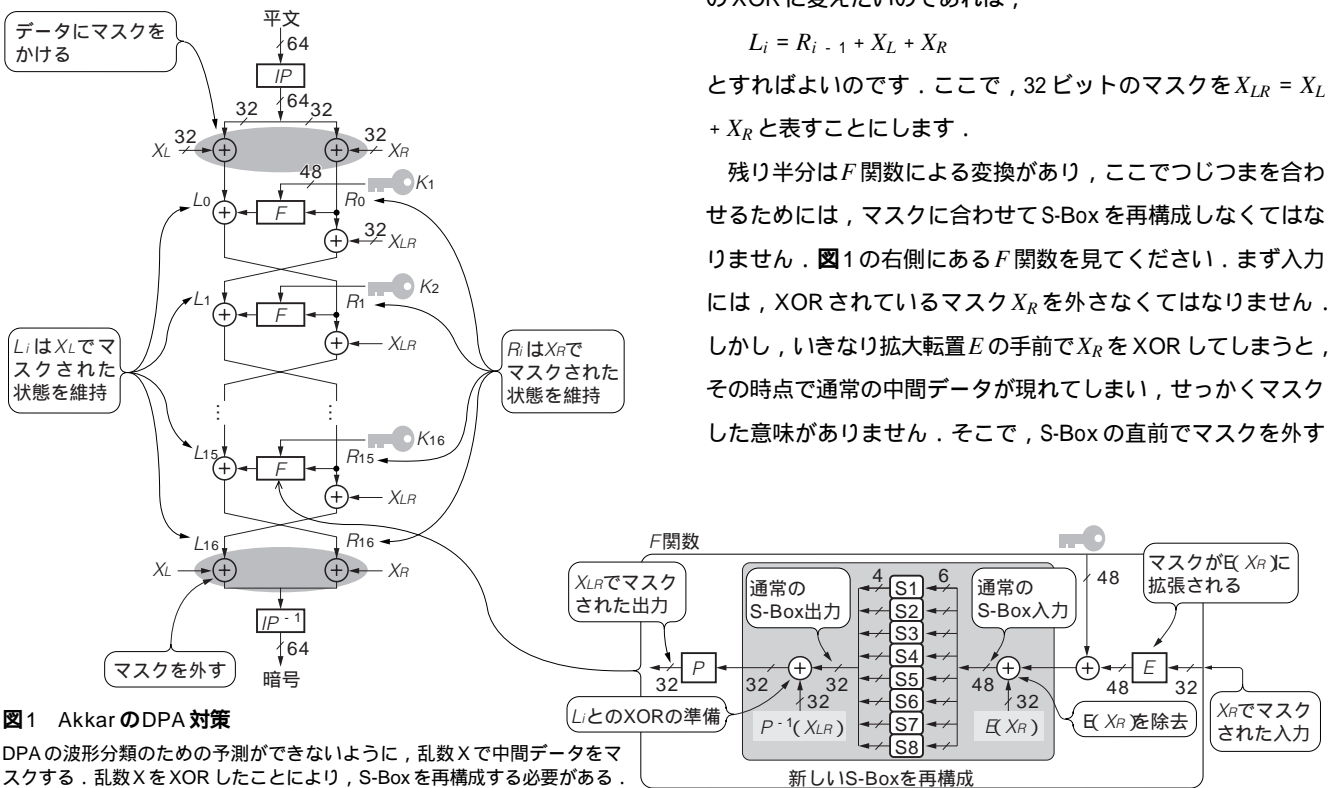 のXORに変えたいのであれば，
Li = Ri - 1 + XL + XR
とすればよいのです．ここで，32 ビットのマスクをXLR = XL
+ XRと表すことにします．
残り半分はF 関数による変換があり，ここでつじつまを合わ
せるためには，マスクに合わせてS-Box を再構成しなくてはな
りません．図1の右側にあるF 関数を見てください．まず入力
には，XORされているマスクXRを外さなくてはなりません．
しかし，いきなり拡大転置Eの手前でXRをXORしてしまうと，
その時点で通常の中間データが現れてしまい，せっかくマスク
した意味がありません．そこで，S-Boxの直前でマスクを外す
データにマスクを
かける
平文
64
IP
64
32
32
32
XL
32
XR
48
K1
L0
F
R0
32
XLR
K2
L1
F
R1
XLR
LiはXLでマ
スクされた
状態を維持
RiはXRで
マスクされた
状態を維持
⋮
⋮
K16
L15
F
R15
XLR
L16
R16
XL
XR
IP - 1
64
マスクを外す
暗号
F関数
XLRでマスク
された出力
通常の
S-Box出力
4
6
通常の
S-Box入力
48
マスクがE(XR)に
拡張される
S1
S2
S3
S4
S5
S6
S7
S8
P
E
32
32
32
48
48
32
32
32
LiとのXORの準備
P - 1(XLR)
E(XR)
E(XR)を除去
XRでマスク
された入力
新しいS-Boxを再構成
図1 AkkarのDPA対策
DPAの波形分類のための予測ができないように，乱数Xで中間データをマ
スクする．乱数XをXORしたことにより，S-Boxを再構成する必要がある．